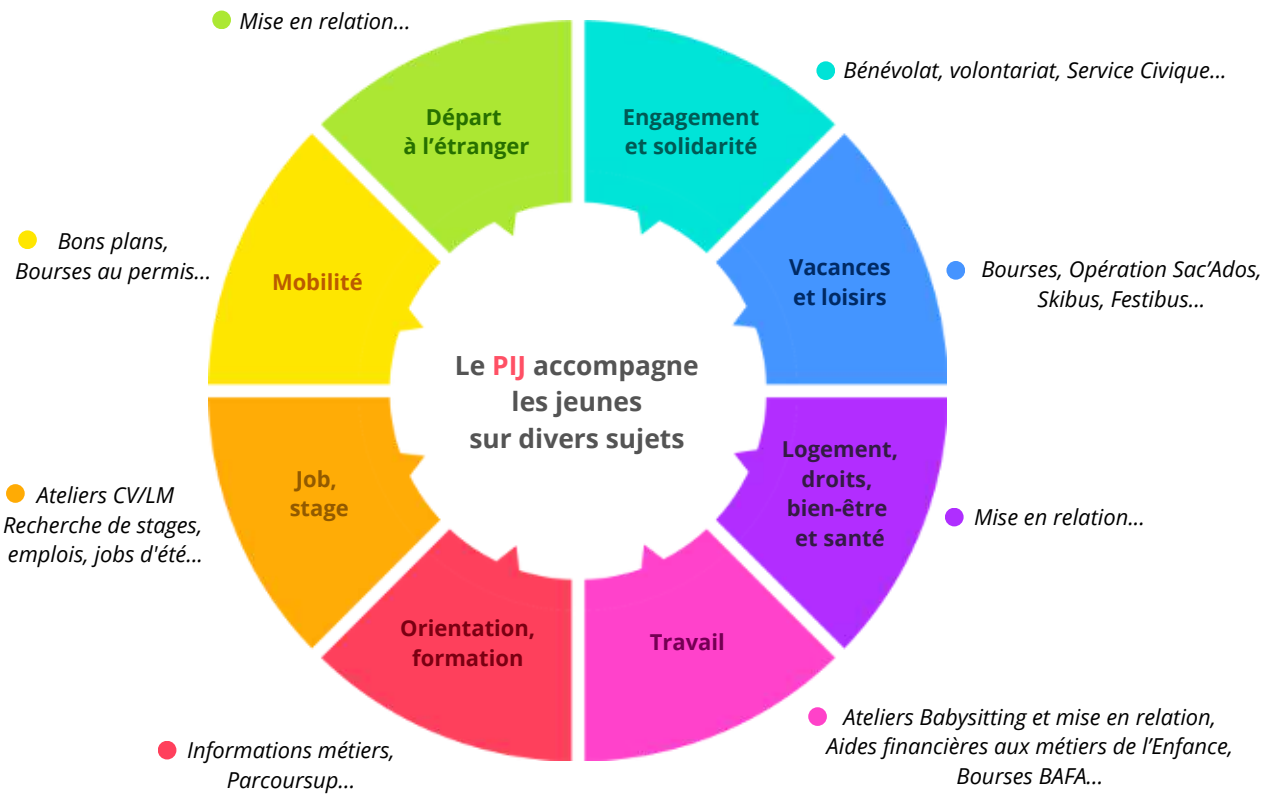 Mise en relation...
Départ
à l’étranger
Engagement
et solidarité
Bénévolat, volontariat, Service Civique...
Mobilité
Bons plans,
Bourses au permis...
Vacances
et loisirs
Bourses, Opération Sac’Ados,
Skibus, Festibus...
Le PIJ accompagne
les jeunes
sur divers sujets
Job,
stage
Ateliers CV/LM
Recherche de stages,
emplois, jobs d'été...
Logement,
droits,
bien-être
et santé
Mise en relation...
Orientation,
formation
Informations métiers,
Parcoursup...
Travail
Ateliers Babysitting et mise en relation,
Aides financières aux métiers de l’Enfance,
Bourses BAFA...